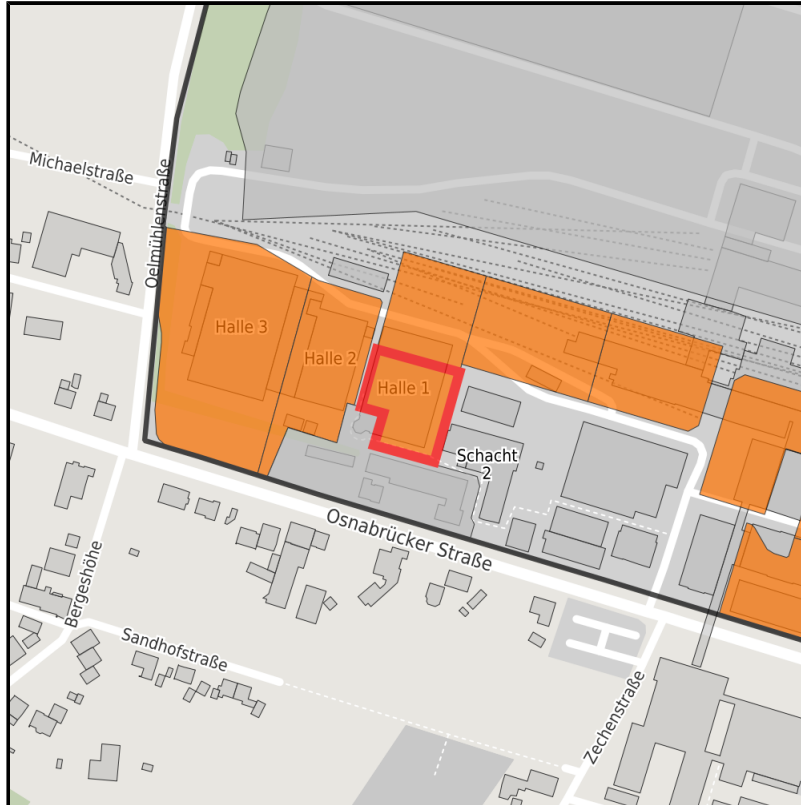 Michaelstraße
Oelmühlenstraße
Halle 3
Halle 2
Halle 1
Schacht
2
Osnabrücker Straße
Bergeshöhe
Sandhofstraße
Zechenstraße